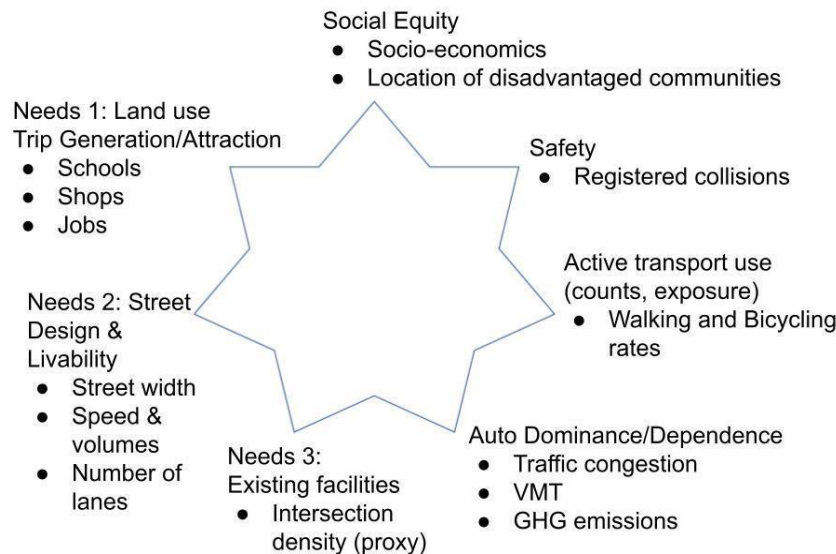 Social Equity
● Socio-economics
● Location of disadvantaged communities
Needs 1: Land use
Trip Generation/Attraction
● Schools
● Shops
● Jobs
Safety
● Registered collisions
Active transport use
(counts, exposure)
● Walking and Bicycling
rates
Needs 2: Street
Design &
Livability
● Street width
● Speed &
volumes
● Number of
lanes
Needs 3:
Existing facilities
● Intersection
density (proxy)
Auto Dominance/Dependence
● Traffic congestion
● VMT
● GHG emissions